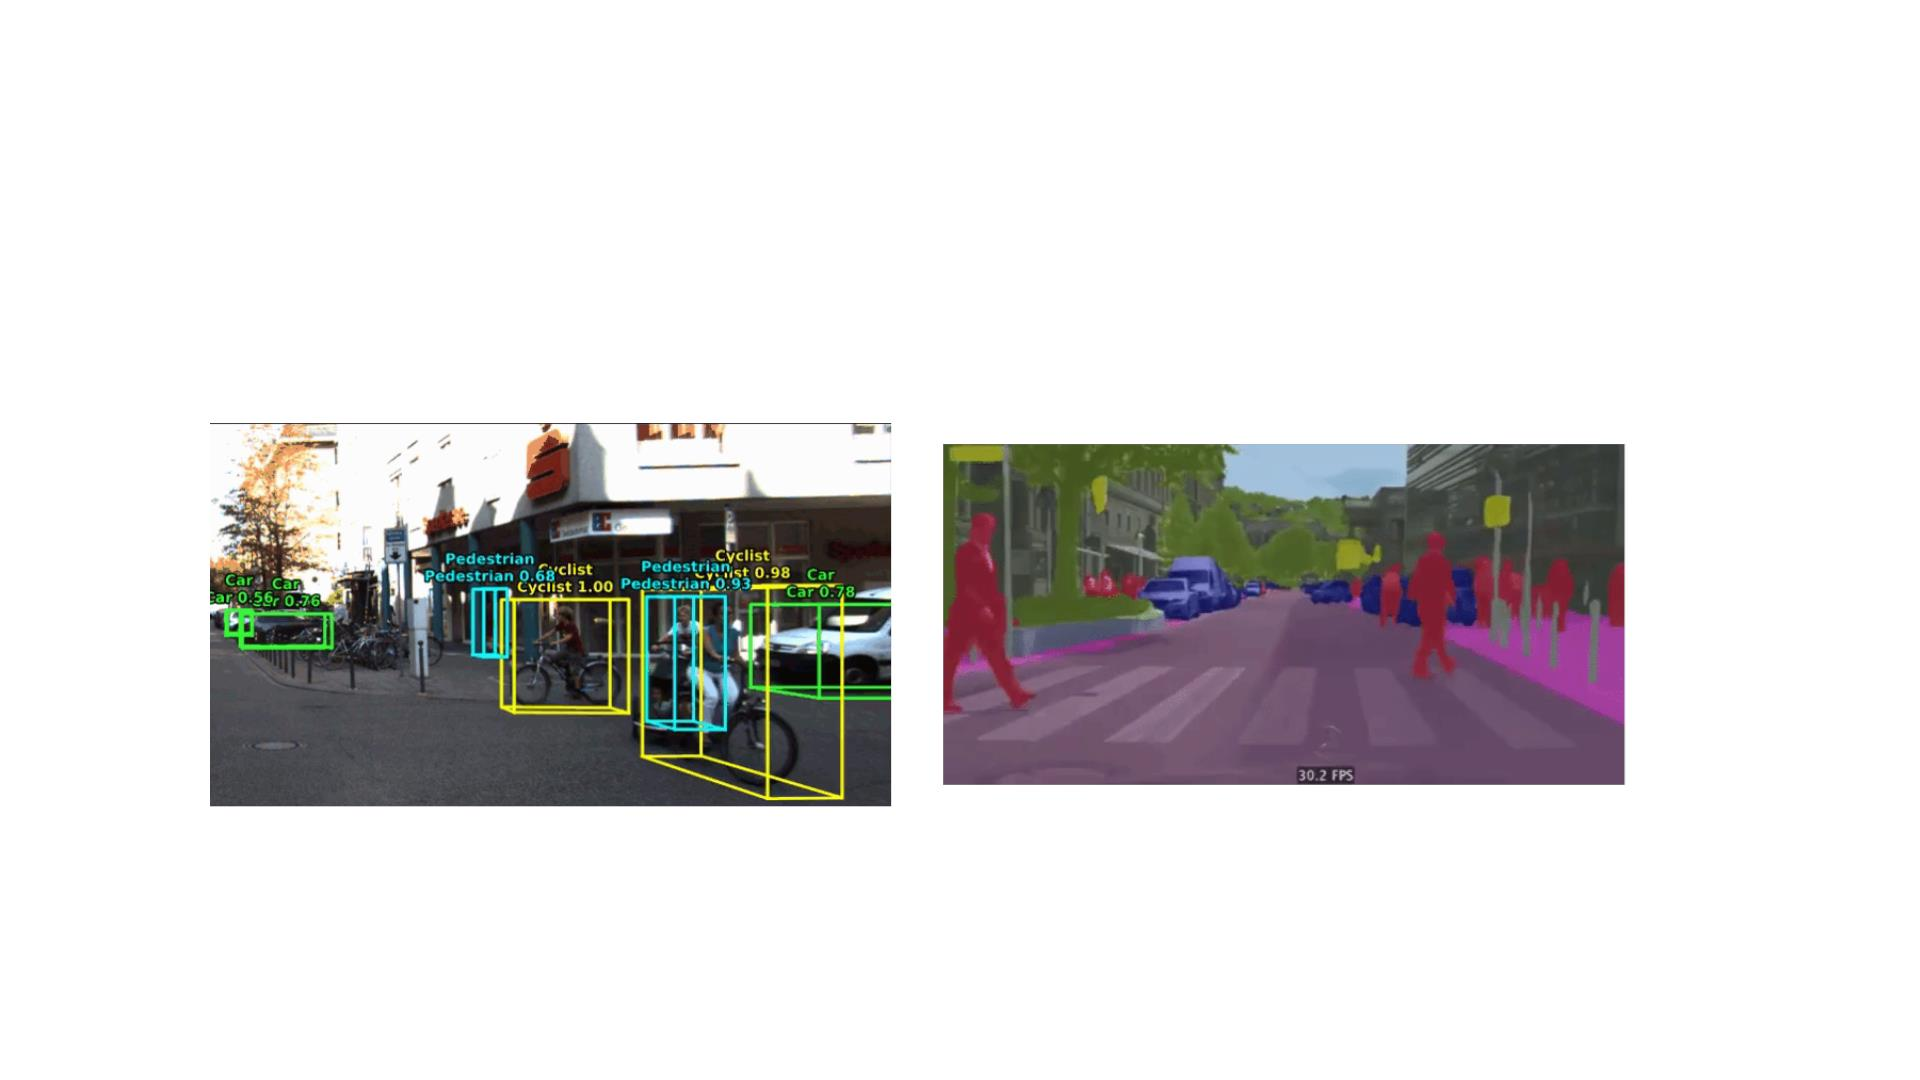 Pedestrian
Pedestrian 0.68
Cyclist
Cyclist 1.00
Pedestrian
Pedestrian 0.93
Cyclist
Cyclist 0.98
Car
Car 0.78
Car
Car 0.56
Car
Car 0.76
30.2 FPS